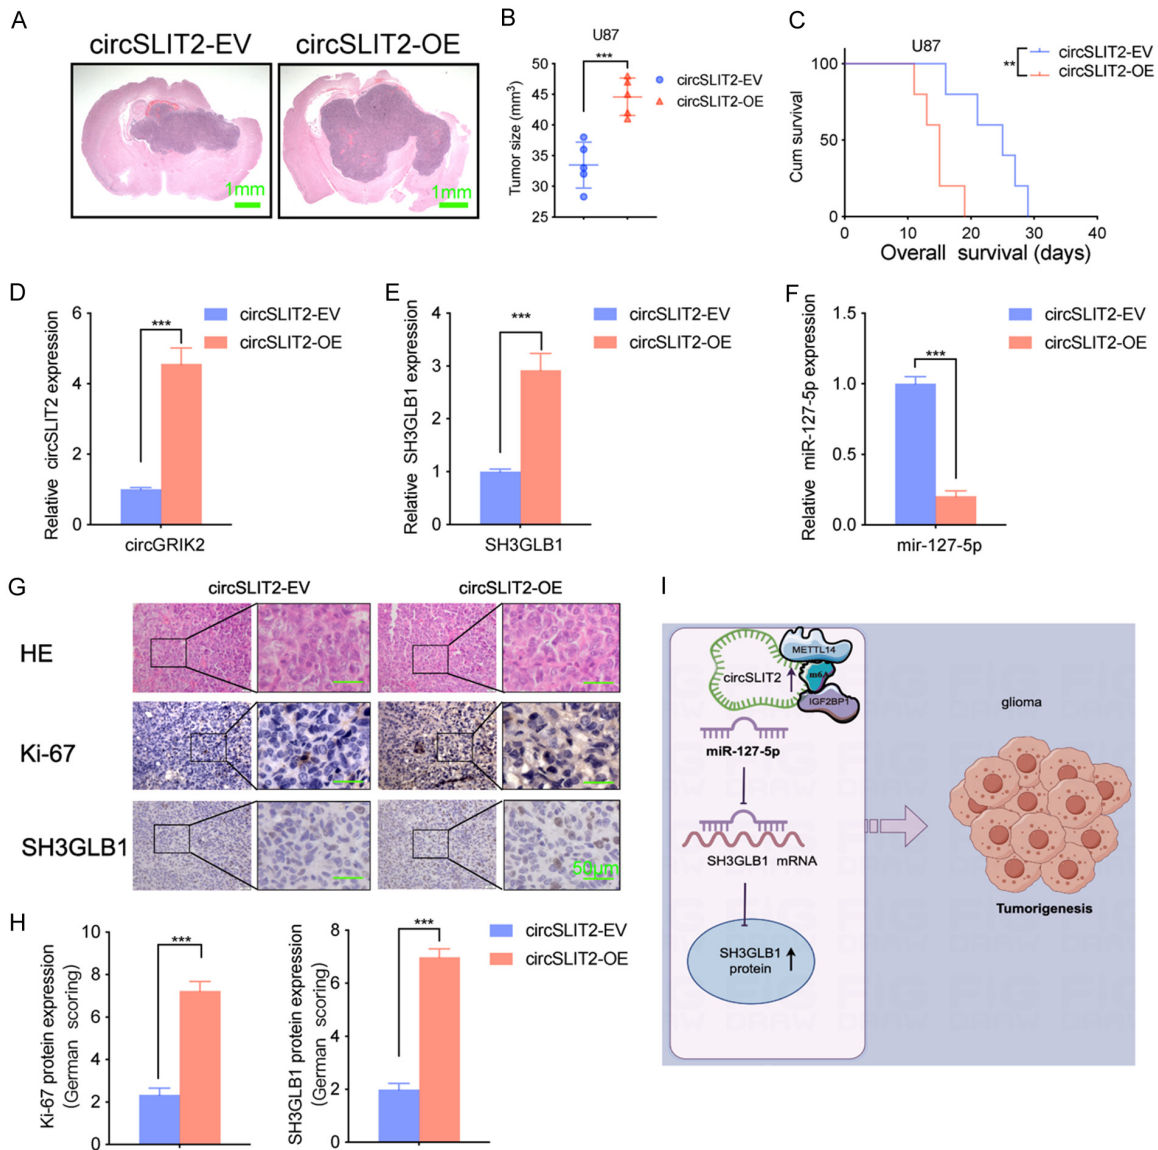 A
circSLIT2-EV
circSLIT2-OE
1mm
1mm
B
U87
***
Tumor size (mm³)
50
45
40
35
30
25
circSLIT2-EV
circSLIT2-OE
C
U87
**
circSLIT2-EV
circSLIT2-OE
Cum survival
100
50
0
0
10
20
30
40
Overall survival (days)
D
Relative circSLIT2 expression
6
4
2
0
***
circGRIK2
circSLIT2-EV
circSLIT2-OE
E
Relative SH3GLB1 expression
4
3
2
1
0
***
SH3GLB1
circSLIT2-EV
circSLIT2-OE
F
Relative miR-127-5p expression
1.5
1.0
0.5
0.0
***
mir-127-5p
circSLIT2-EV
circSLIT2-OE
G
circSLIT2-EV
circSLIT2-OE
HE
Ki-67
SH3GLB1
50μm
H
Ki-67 protein expression
(German scoring)
10
8
6
4
2
0
***
SH3GLB1 protein expression
(German scoring)
8
6
4
2
0
***
circSLIT2-EV
circSLIT2-OE
I
METTL14
circSLIT2
m6A
IGF2BP1
miR-127-5p
SH3GLB1 mRNA
SH3GLB1
protein
glioma
Tumorigenesis
FIG
DRAW